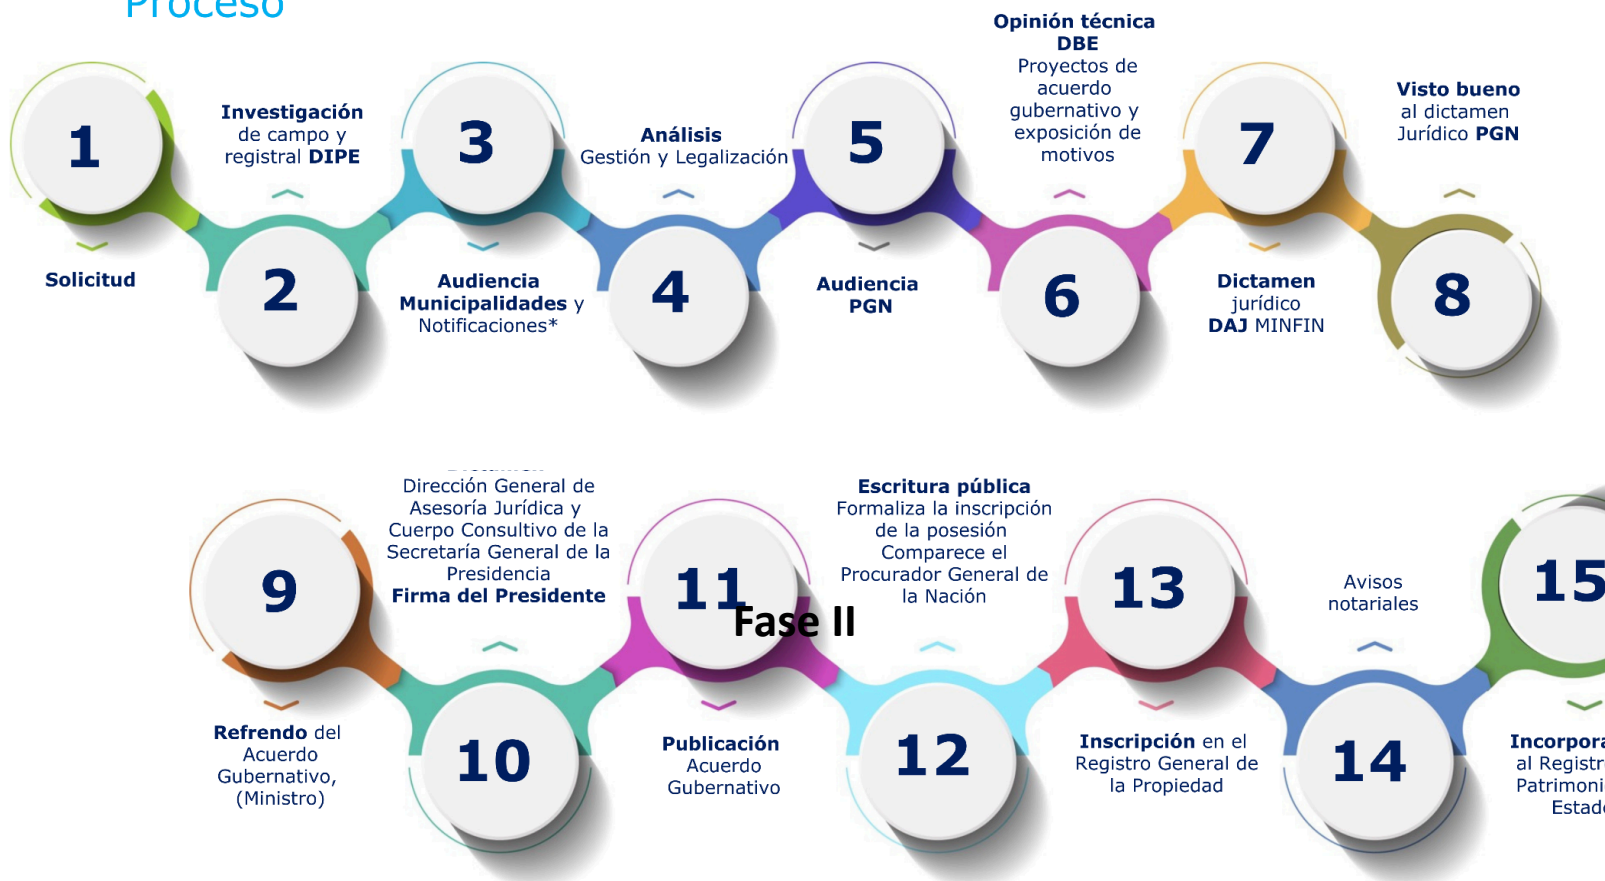 Proceso
1
Solicitud
Investigación
de campo y
registral DIPE
2
3
Audiencia
Municipalidades y
Notificaciones*
Análisis
Gestión y Legalización
4
5
Audiencia
PGN
Opinión técnica
DBE
Proyectos de
acuerdo
gubernativo y
exposición de
motivos
6
7
Dictamen
jurídico
DAJ MINFIN
Visto bueno
al dictamen
Jurídico PGN
8
9
Refrendo del
Acuerdo
Gubernativo,
(Ministro)
Dirección General de
Asesoría Jurídica y
Cuerpo Consultivo de la
Secretaría General de la
Presidencia
Firma del Presidente
10
11
Fase II
Publicación
Acuerdo
Gubernativo
Escritura pública
Formaliza la inscripción
de la posesión
Comparece el
Procurador General de
la Nación
12
13
Inscripción en el
Registro General de
la Propiedad
Avisos
notariales
14
15
Incorpora
al Registr
Patrimoni
Estad